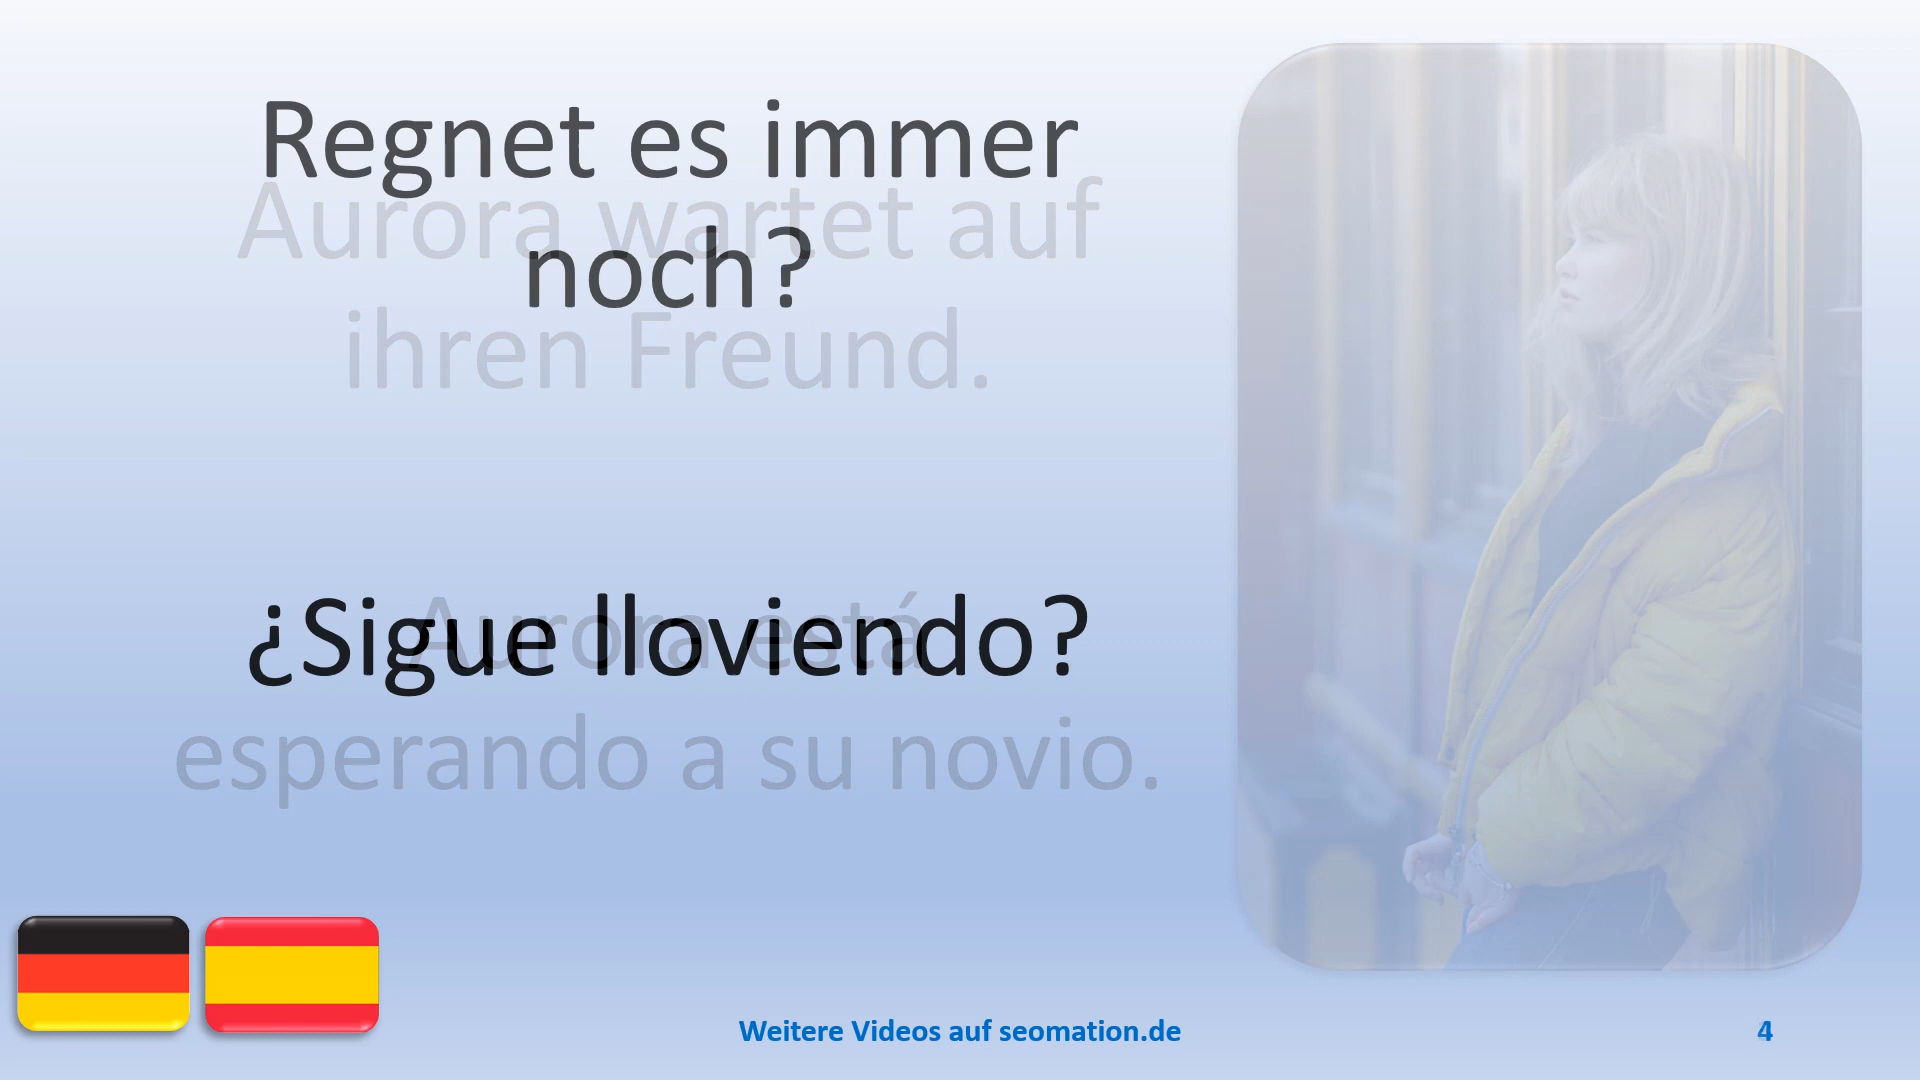 Regnet es immer
noch?
Aurora wartet auf
ihren Freund.
¿Sigue lloviendo?
Aurora está
esperando a su novio.
Weitere Videos auf seomation.de
4